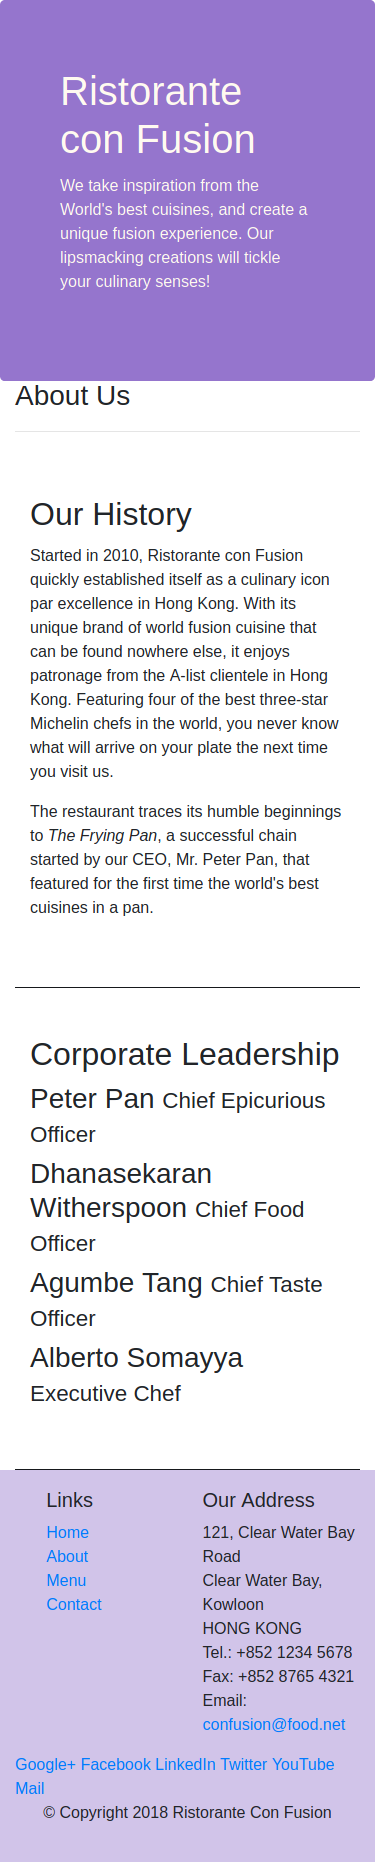 Ristorante
con Fusion
We take inspiration from the
World's best cuisines, and create a
unique fusion experience. Our
lipsmacking creations will tickle
your culinary senses!
About Us
Our History
Started in 2010, Ristorante con Fusion
quickly established itself as a culinary icon
par excellence in Hong Kong. With its
unique brand of world fusion cuisine that
can be found nowhere else, it enjoys
patronage from the A-list clientele in Hong
Kong. Featuring four of the best three-star
Michelin chefs in the world, you never know
what will arrive on your plate the next time
you visit us.
The restaurant traces its humble beginnings
to The Frying Pan, a successful chain
started by our CEO, Mr. Peter Pan, that
featured for the first time the world's best
cuisines in a pan.
Corporate Leadership
Peter Pan Chief Epicurious
Officer
Dhanasekaran
Witherspoon Chief Food
Officer
Agumbe Tang Chief Taste
Officer
Alberto Somayya
Executive Chef
Links
Home
About
Menu
Contact
Our Address
121, Clear Water Bay
Road
Clear Water Bay,
Kowloon
HONG KONG
Tel.: +852 1234 5678
Fax: +852 8765 4321
Email:
confusion@food.net
Google+ Facebook LinkedIn Twitter YouTube
Mail
© Copyright 2018 Ristorante Con Fusion